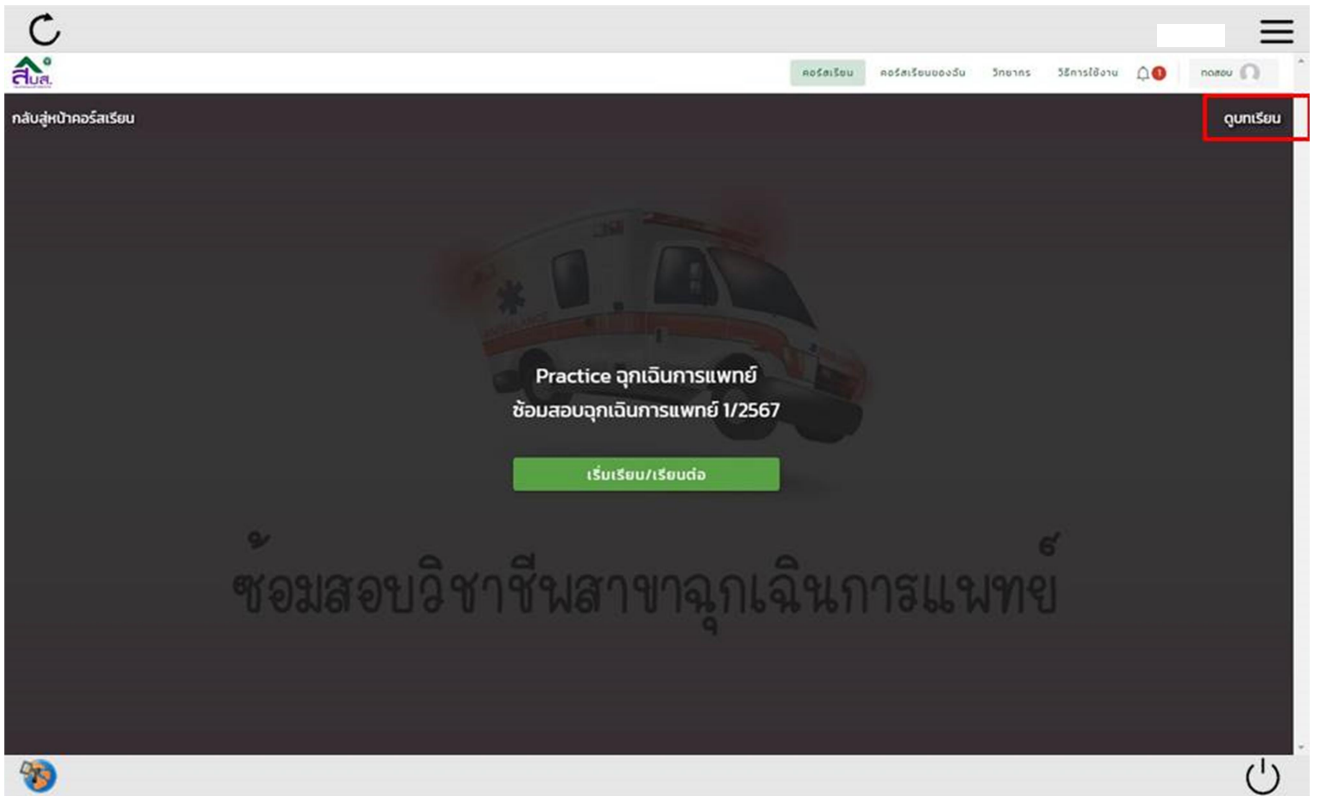 สบส.
คอร์สเรียน คอร์สเรียนของฉัน วิทยากร วิธีการใช้งาน 1 ทดสอบ
กลับสู่หน้าคอร์สเรียน ดูบทเรียน
AMBULANCE
Practice ฉุกเฉินการแพทย์
ซ้อมสอบฉุกเฉินการแพทย์ 1/2567
เริ่มเรียน/เรียนต่อ
ซ้อมสอบวิชาชีพสาขาฉุกเฉินการแพทย์